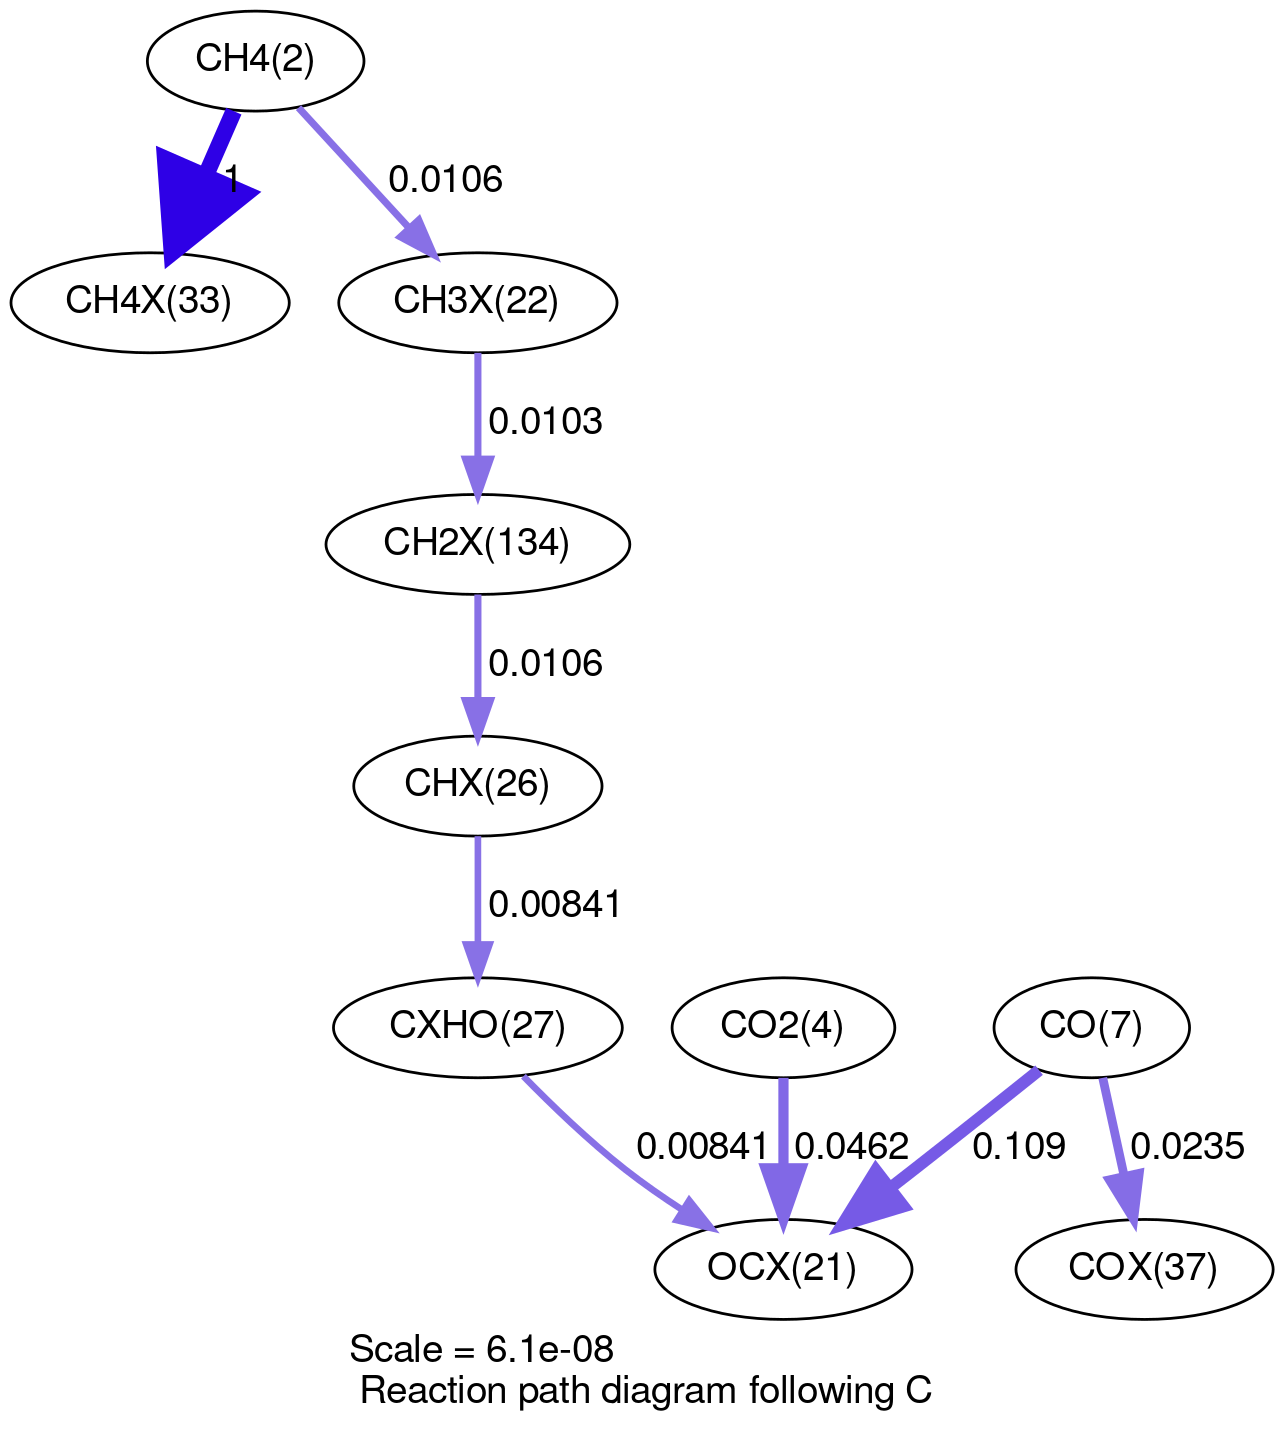 CH4(2)
1
0.0106
CH4X(33)
CH3X(22)
0.0103
CH2X(134)
0.0106
CHX(26)
0.00841
CXHO(27)
CO2(4)
CO(7)
0.00841
0.0462
0.109
0.0235
OCX(21)
COX(37)
Scale = 6.1e-08
Reaction path diagram following C